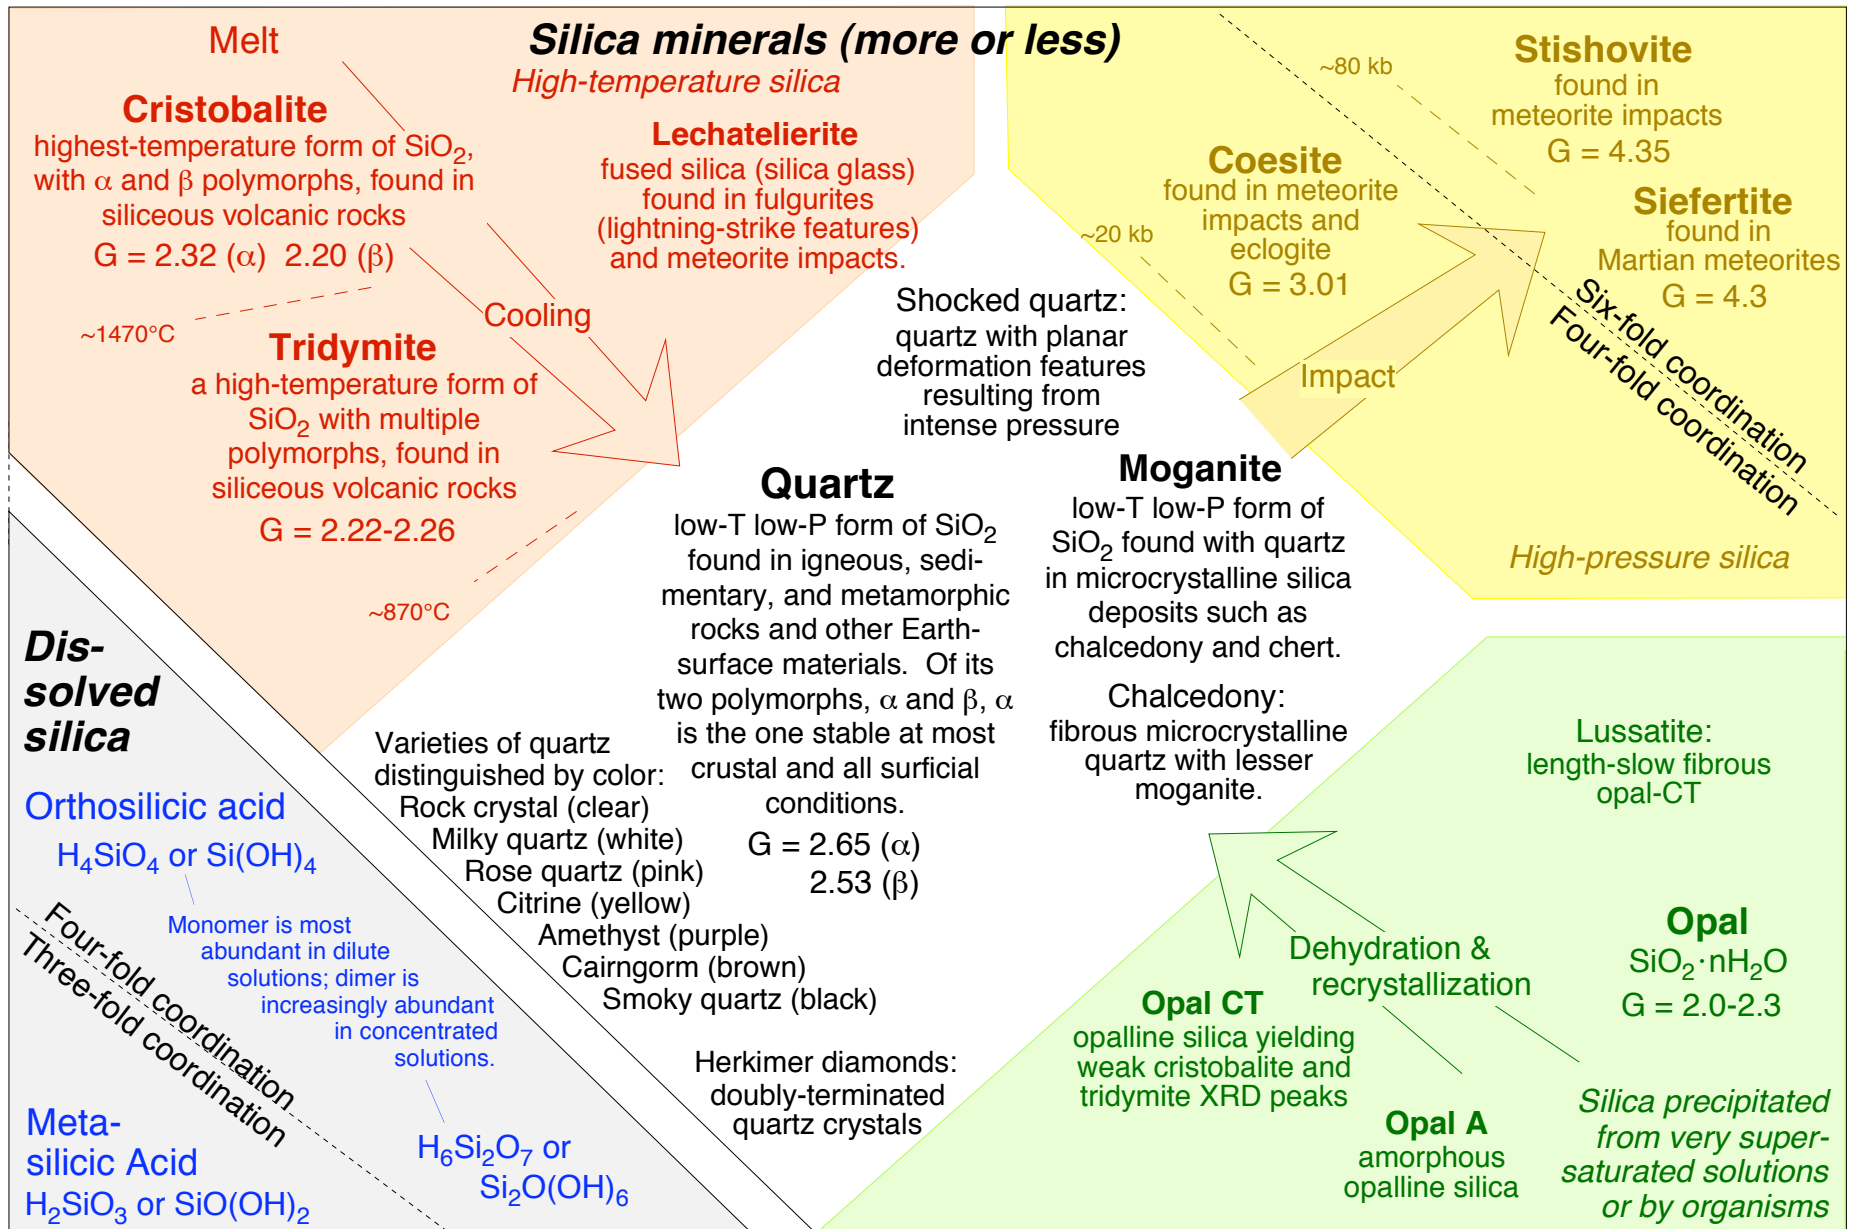 Silica minerals (more or less)
Melt
High-temperature silica
Cristobalite
highest-temperature form of SiO2,
with α and β polymorphs, found in
siliceous volcanic rocks
G = 2.32 (α)  2.20 (β)
Lechatelierite
fused silica (silica glass)
found in fulgurites
(lightning-strike features)
and meteorite impacts.
~1470°C
Cooling
Tridymite
a high-temperature form of
SiO2 with multiple
polymorphs, found in
siliceous volcanic rocks
G = 2.22-2.26
~870°C
~80 kb
Stishovite
found in
meteorite impacts
G = 4.35
Coesite
found in meteorite
impacts and
eclogite
G = 3.01
~20 kb
Siefertite
found in
Martian meteorites
G = 4.3
Six-fold coordination
Four-fold coordination
Impact
High-pressure silica
Shocked quartz:
quartz with planar
deformation features
resulting from
intense pressure
Quartz
low-T low-P form of SiO2
found in igneous, sedi-
mentary, and metamorphic
rocks and other Earth-
surface materials.  Of its
two polymorphs, α and β, α
is the one stable at most
crustal and all surficial
conditions.
G = 2.65 (α)
2.53 (β)
Moganite
low-T low-P form of
SiO2 found with quartz
in microcrystalline silica
deposits such as
chalcedony and chert.
Chalcedony:
fibrous microcrystalline
quartz with lesser
moganite.
Varieties of quartz
distinguished by color:
Rock crystal (clear)
Milky quartz (white)
Rose quartz (pink)
Citrine (yellow)
Amethyst (purple)
Cairngorm (brown)
Smoky quartz (black)
Herkimer diamonds:
doubly-terminated
quartz crystals
Dis-
solved
silica
Orthosilicic acid
H4SiO4 or Si(OH)4
Monomer is most
abundant in dilute
solutions; dimer is
increasingly abundant
in concentrated
solutions.
Four-fold coordination
Three-fold coordination
Meta-
silicic Acid
H2SiO3 or SiO(OH)2
H6Si2O7 or
Si2O(OH)6
Lussatite:
length-slow fibrous
opal-CT
Opal
SiO2·nH2O
G = 2.0-2.3
Dehydration &
recrystallization
Opal CT
opalline silica yielding
weak cristobalite and
tridymite XRD peaks
Opal A
amorphous
opalline silica
Silica precipitated
from very super-
saturated solutions
or by organisms